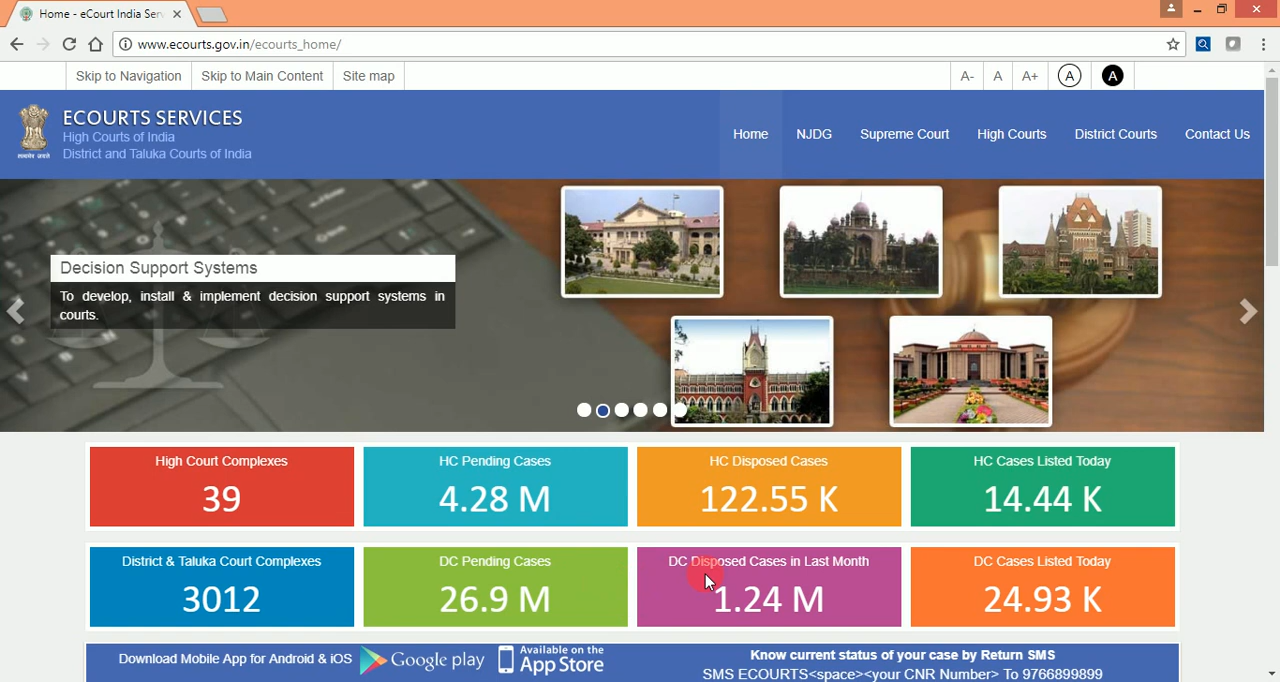 Home - eCourt India Ser
www.ecourts.gov.in/ecourts_home/
Skip to Navigation
Skip to Main Content
Site map
A-
A
A+
A
A
ECOURTS SERVICES
High Courts of India
District and Taluka Courts of India
Home
NJDG
Supreme Court
High Courts
District Courts
Contact Us
Decision Support Systems
To develop, install & implement decision support systems in
courts.
High Court Complexes
39
HC Pending Cases
4.28 M
HC Disposed Cases
122.55 K
HC Cases Listed Today
14.44 K
District & Taluka Court Complexes
3012
DC Pending Cases
26.9 M
DC Disposed Cases in Last Month
1.24 M
DC Cases Listed Today
24.93 K
Download Mobile App for Android & iOS
Google play
Available on the
App Store
Know current status of your case by Return SMS
SMS ECOURTS<space><your CNR Number> To 9766899899